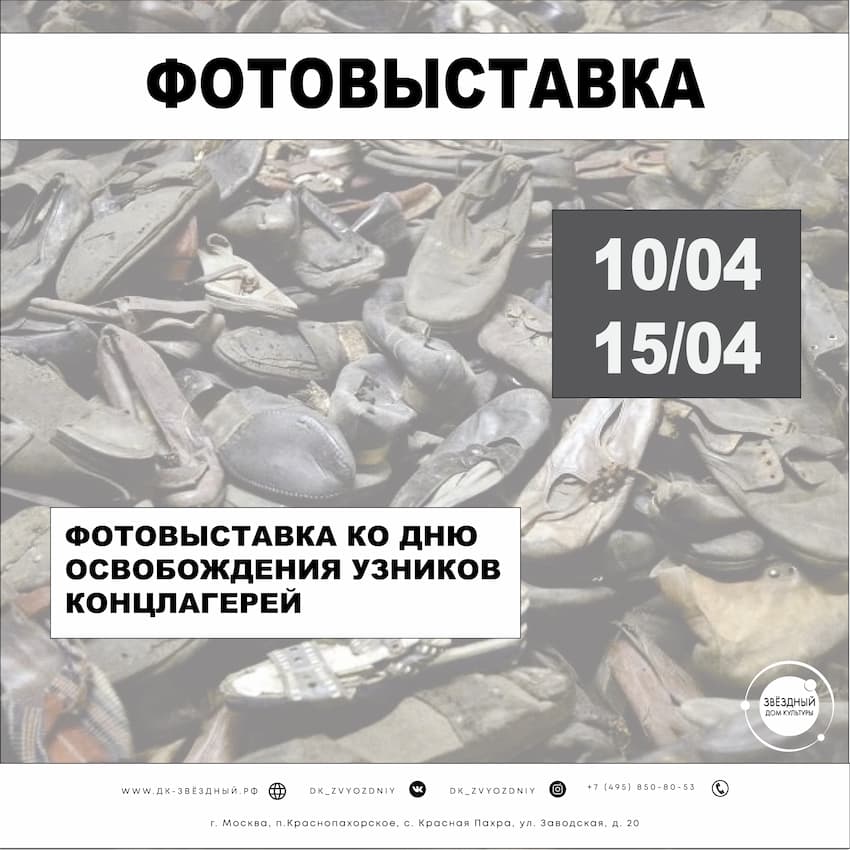 ФОТОВЫСТАВКА
10/04
15/04
ФОТОВЫСТАВКА КО ДНЮ
ОСВОБОЖДЕНИЯ УЗНИКОВ
КОНЦЛАГЕРЕЙ
ЗВЁЗДНЫЙ
ДОМ КУЛЬТУРЫ
WWW.ДК-ЗВЁЗДНЫЙ.РФ DK_ZVYOZDNIY DK_ZVYOZDNIY +7 (495) 850-80-53
г. Москва, п.Краснопахорское, с. Красная Пахра, ул. Заводская, д. 20